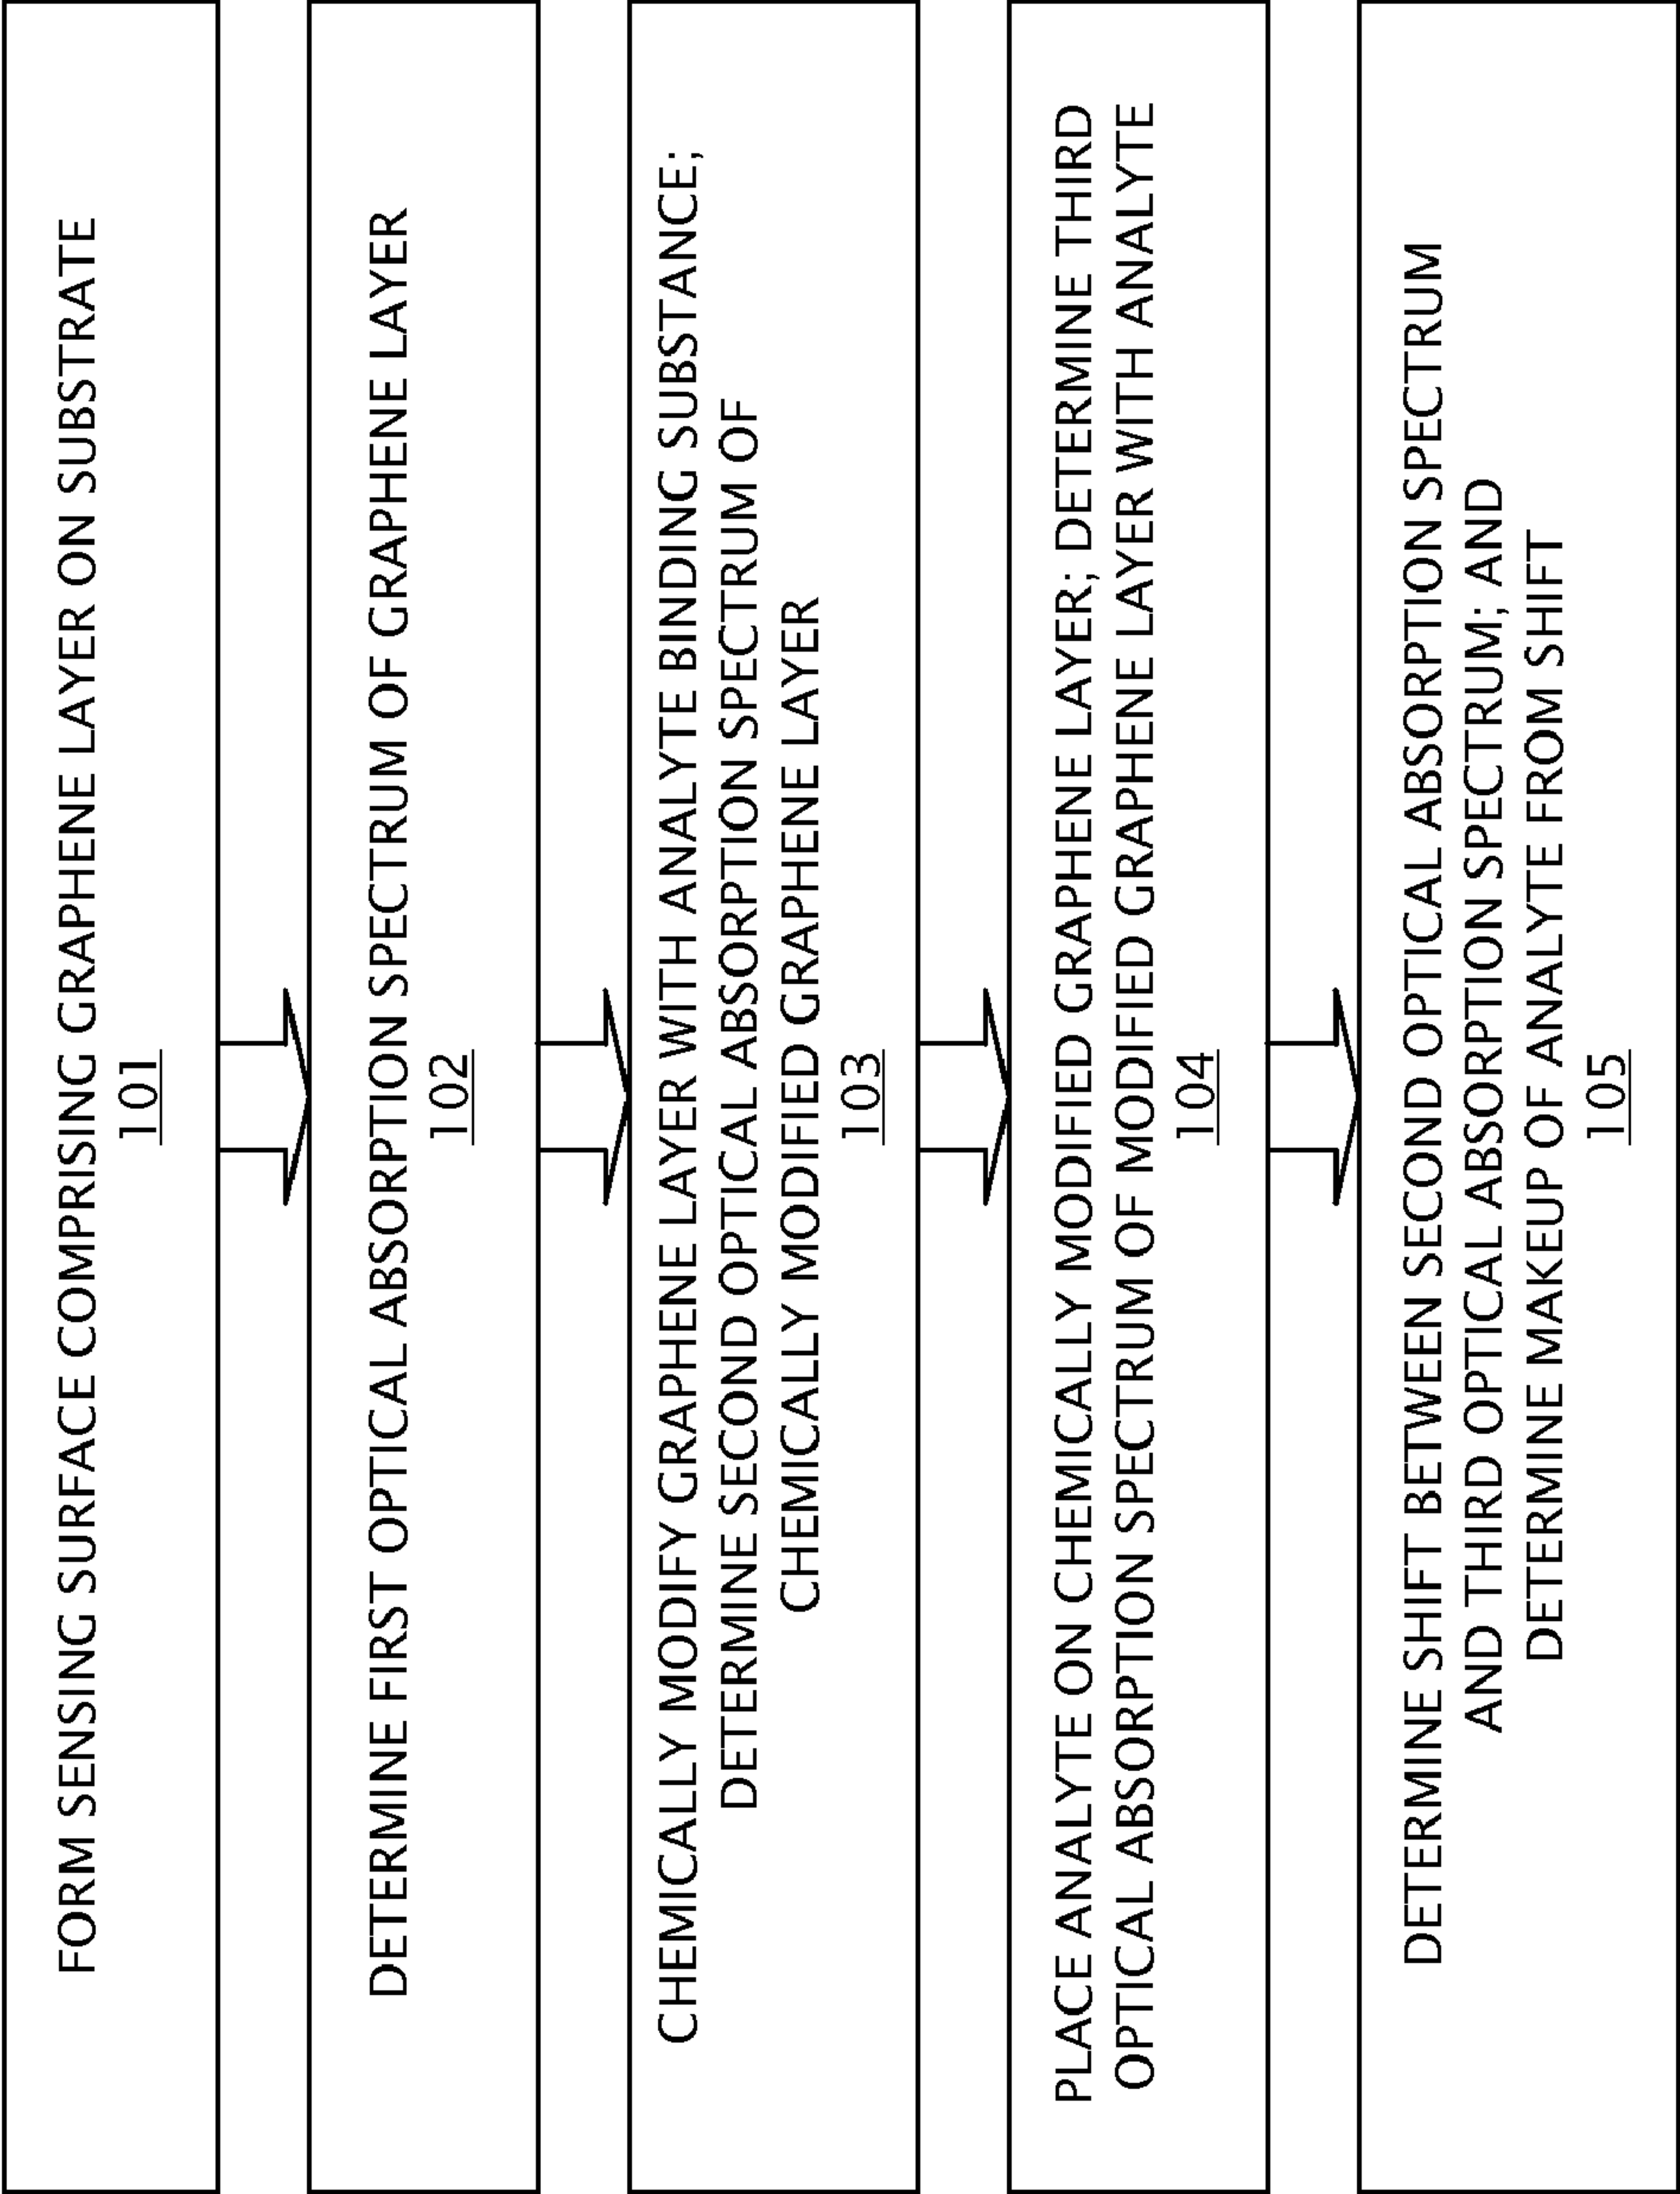 FORM SENSING SURFACE COMPRISING GRAPHENE LAYER ON SUBSTRATE
101
DETERMINE FIRST OPTICAL ABSORPTION SPECTRUM OF GRAPHENE LAYER
102
CHEMICALLY MODIFY GRAPHENE LAYER WITH ANALYTE BINDING SUBSTANCE;
DETERMINE SECOND OPTICAL ABSORPTION SPECTRUM OF
CHEMICALLY MODIFIED GRAPHENE LAYER
103
PLACE ANALYTE ON CHEMICALLY MODIFIED GRAPHENE LAYER; DETERMINE THIRD
OPTICAL ABSORPTION SPECTRUM OF MODIFIED GRAPHENE LAYER WITH ANALYTE
104
DETERMINE SHIFT BETWEEN SECOND OPTICAL ABSORPTION SPECTRUM
AND THIRD OPTICAL ABSORPTION SPECTRUM; AND
DETERMINE MAKEUP OF ANALYTE FROM SHIFT
105